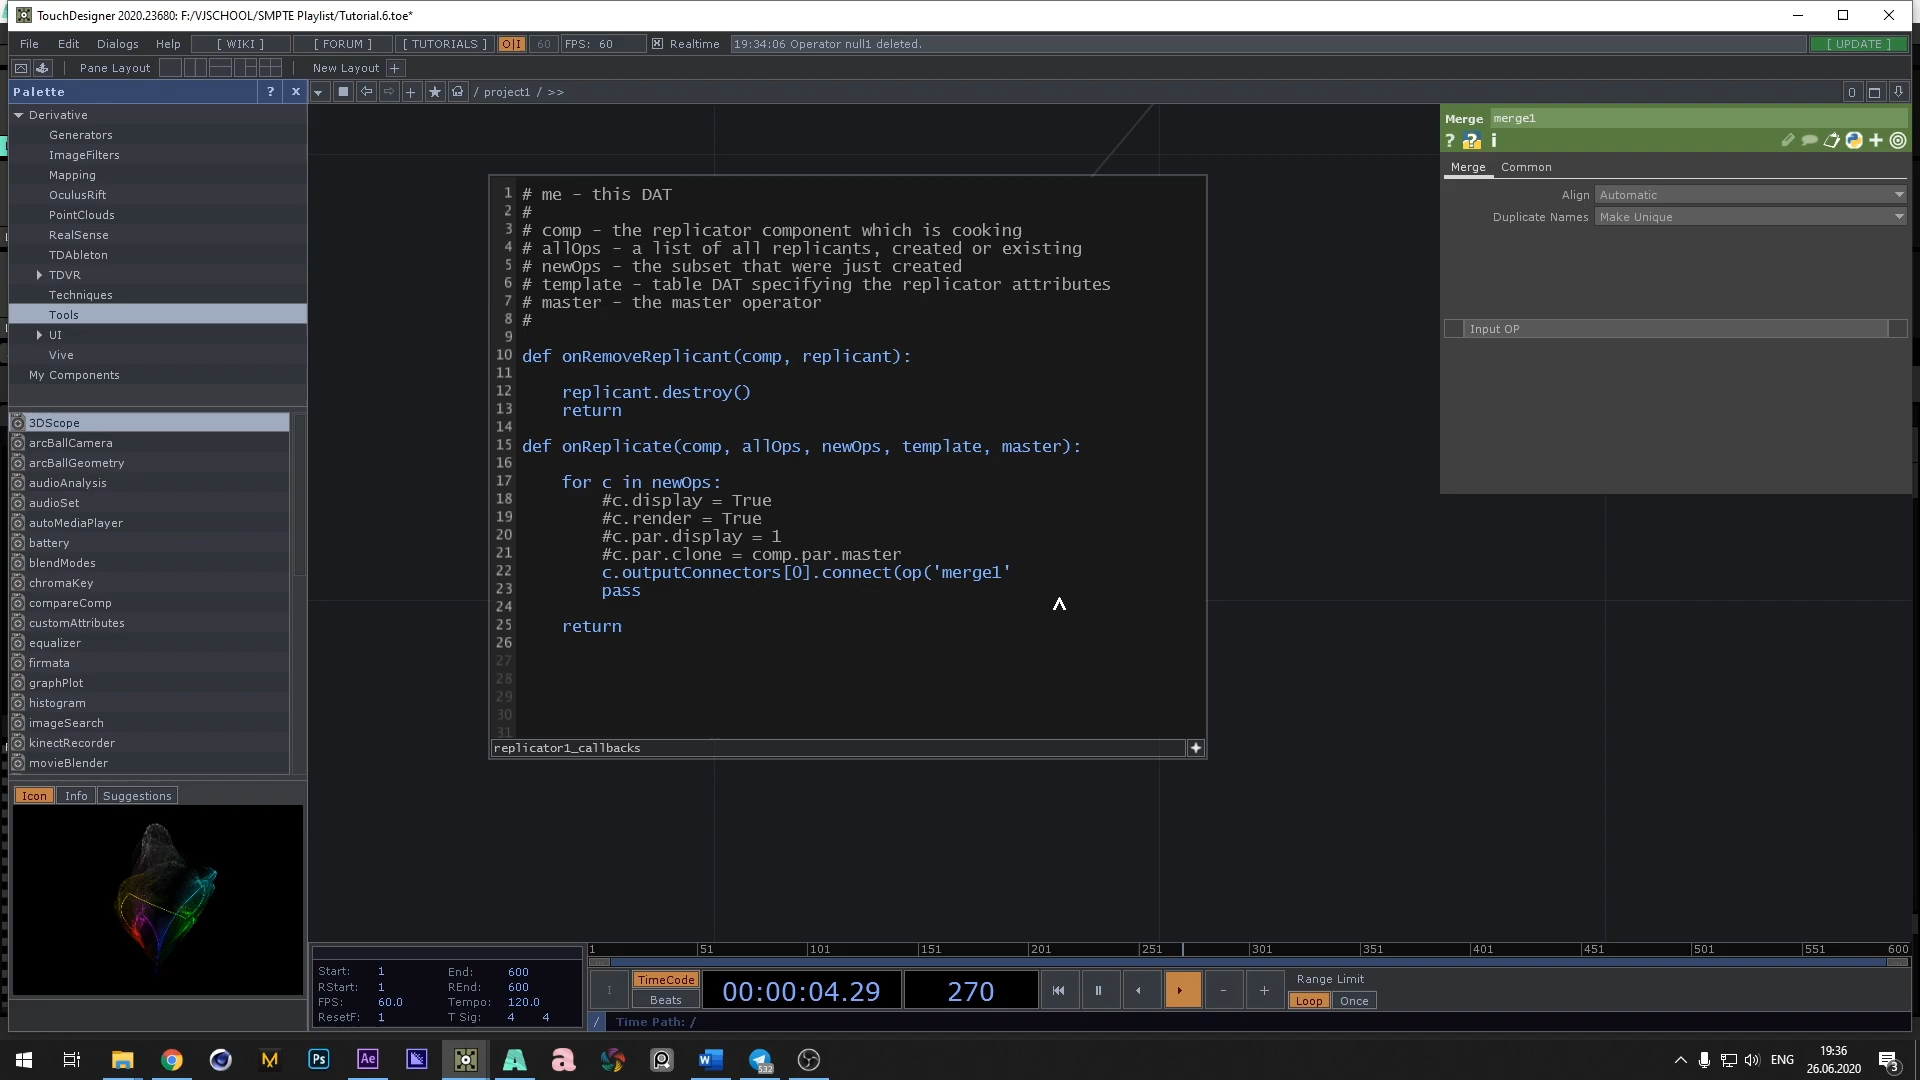 TouchDesigner 2020.23680: F:/VJSCHOOL/SMPTE Playlist/Tutorial.6.toe*
File Edit Dialogs Help [ WIKI ] [ FORUM ] [ TUTORIALS ] O|I 60 FPS: 60 Realtime 19:34:06 Operator null1 deleted. [ UPDATE ]
Pane Layout New Layout +
Palette ? x / project1 / >> 0
Derivative
Generators
ImageFilters
Mapping
OculusRift
PointClouds
RealSense
TDAbleton
TDVR
Techniques
Tools
UI
Vive
My Components
3DScope
arcBallCamera
arcBallGeometry
audioAnalysis
audioSet
autoMediaPlayer
battery
blendModes
chromaKey
compareComp
customAttributes
equalizer
firmata
graphPlot
histogram
imageSearch
kinectRecorder
movieBlender
Icon Info Suggestions
1 # me - this DAT
2 #
3 # comp - the replicator component which is cooking
4 # allOps - a list of all replicants, created or existing
5 # newOps - the subset that were just created
6 # template - table DAT specifying the replicator attributes
7 # master - the master operator
8 #
9
10 def onRemoveReplicant(comp, replicant):
11
12 replicant.destroy()
13 return
14
15 def onReplicate(comp, allOps, newOps, template, master):
16
17 for c in newOps:
18 #c.display = True
19 #c.render = True
20 #c.par.display = 1
21 #c.par.clone = comp.par.master
22 c.outputConnectors[0].connect(op('merge1'
23 pass
24
25 return
26
27
28
29
30
31
replicator1_callbacks
Merge merge1
? ? i
Merge Common
Align Automatic
Duplicate Names Make Unique
Input OP
1 51 101 151 201 251 301 351 401 451 501 551 600
Start: 1 End: 600
RStart: 1 REnd: 600
FPS: 60.0 Tempo: 120.0
ResetF: 1 T Sig: 4 4
TimeCode
Beats
00:00:04.29 270
- +
Range Limit
Loop Once
/ Time Path: /
Ps Ae 532 ENG
19:36
26.06.2020
3